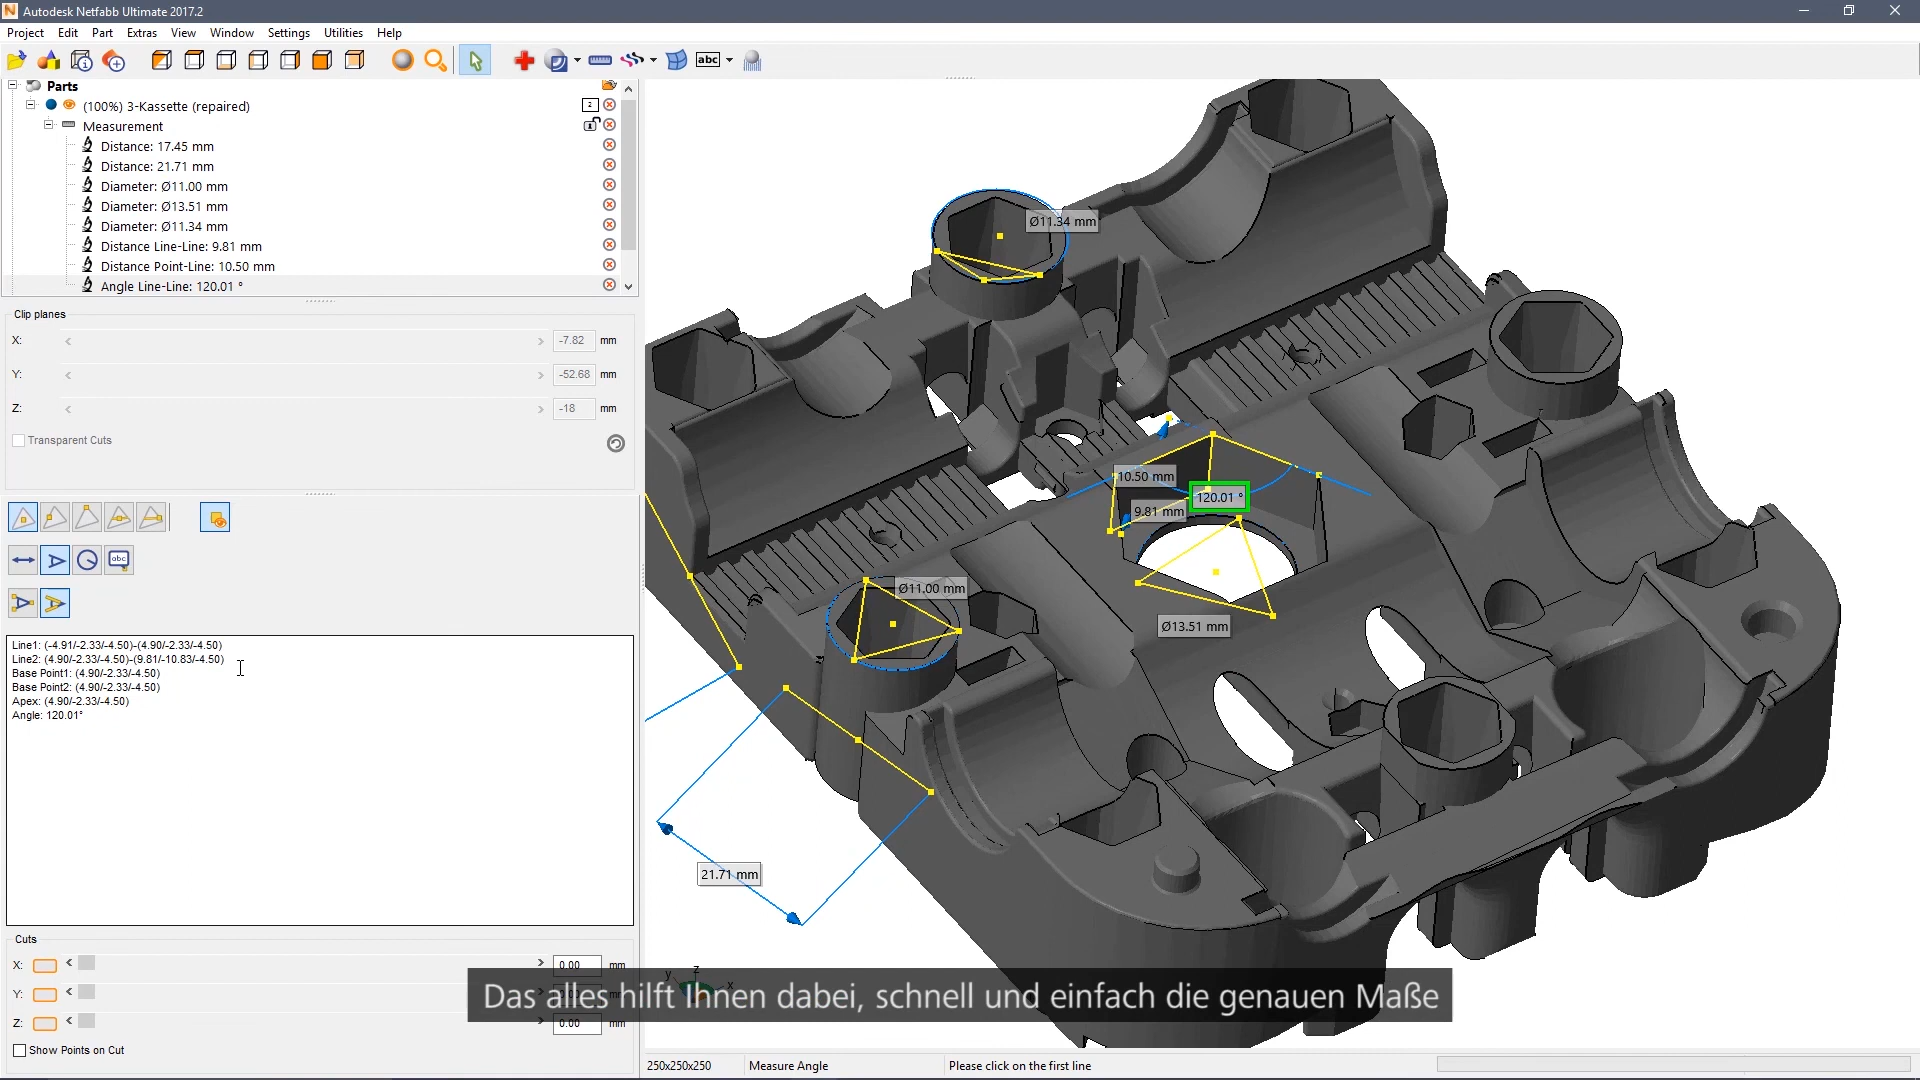 Autodesk Netfabb Ultimate 2017.2
Project Edit Part Extras View Window Settings Utilities Help
abc
Parts
(100%) 3-Kassette (repaired)
2
Measurement
Distance: 17.45 mm
Distance: 21.71 mm
Diameter: Ø11.00 mm
Diameter: Ø13.51 mm
Diameter: Ø11.34 mm
Distance Line-Line: 9.81 mm
Distance Point-Line: 10.50 mm
Angle Line-Line: 120.01 °
Clip planes
X: -7.82 mm
Y: -52.68 mm
Z: -18 mm
Transparent Cuts
abc
Line1: (-4.91/-2.33/-4.50)-(4.90/-2.33/-4.50)
Line2: (4.90/-2.33/-4.50)-(9.81/-10.83/-4.50)
Base Point1: (4.90/-2.33/-4.50)
Base Point2: (4.90/-2.33/-4.50)
Apex: (4.90/-2.33/-4.50)
Angle: 120.01°
Cuts
X: 0.00 mm
Y:
Z: 0.00 mm
Show Points on Cut
Ø11.34 mm
10.50 mm
120.01 °
9.81 mm
Ø11.00 mm
Ø13.51 mm
21.71 mm
y z x
Das alles hilft Ihnen dabei, schnell und einfach die genauen Maße
250x250x250 Measure Angle Please click on the first line